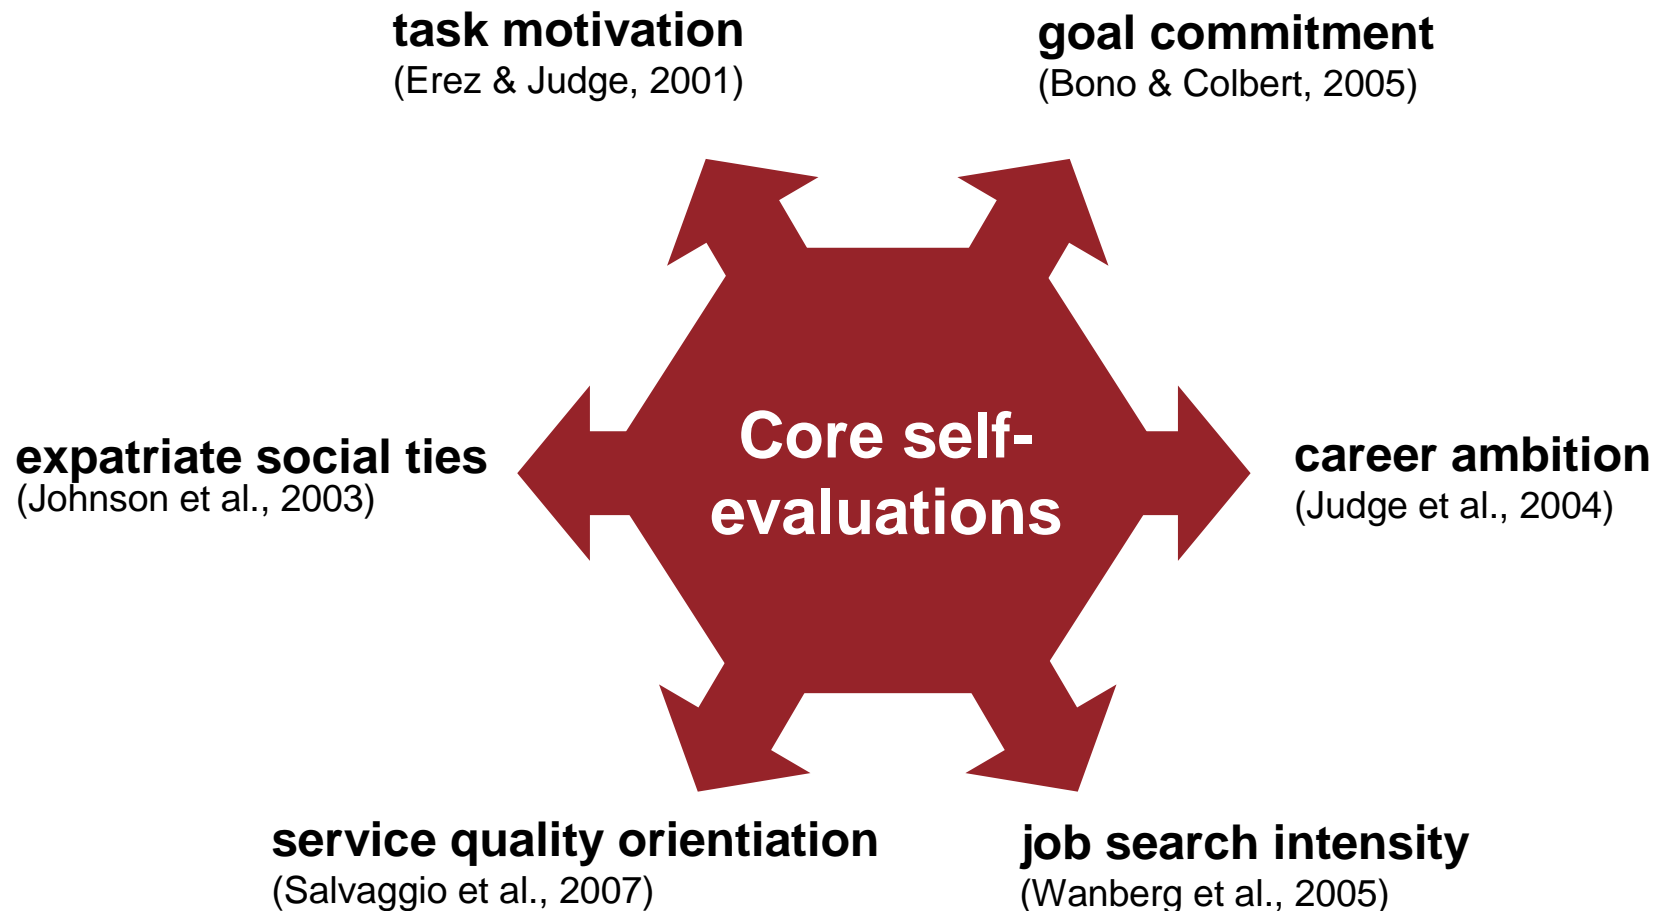 task motivation
(Erez & Judge, 2001)
goal commitment
(Bono & Colbert, 2005)
expatriate social ties
(Johnson et al., 2003)
Core self-
evaluations
career ambition
(Judge et al., 2004)
service quality orientiation
(Salvaggio et al., 2007)
job search intensity
(Wanberg et al., 2005)